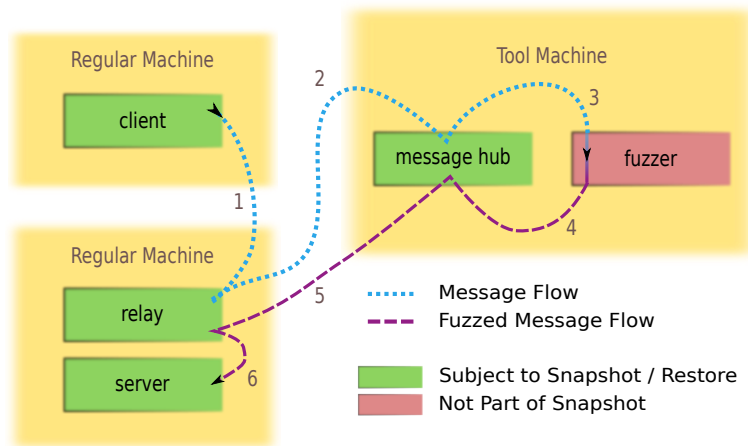 Regular Machine
client
1
2
Tool Machine
3
message hub
fuzzer
4
Regular Machine
relay
server
5
6
Message Flow
Fuzzed Message Flow
Subject to Snapshot / Restore
Not Part of Snapshot